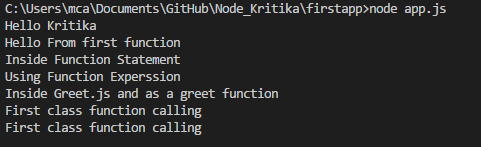 C:\Users\mca\Documents\GitHub\Node_Kritika\firstapp>node app.js
Hello Kritika
Hello From first function
Inside Function Statement
Using Function Experssion
Inside Greet.js and as a greet function
First class function calling
First class function calling